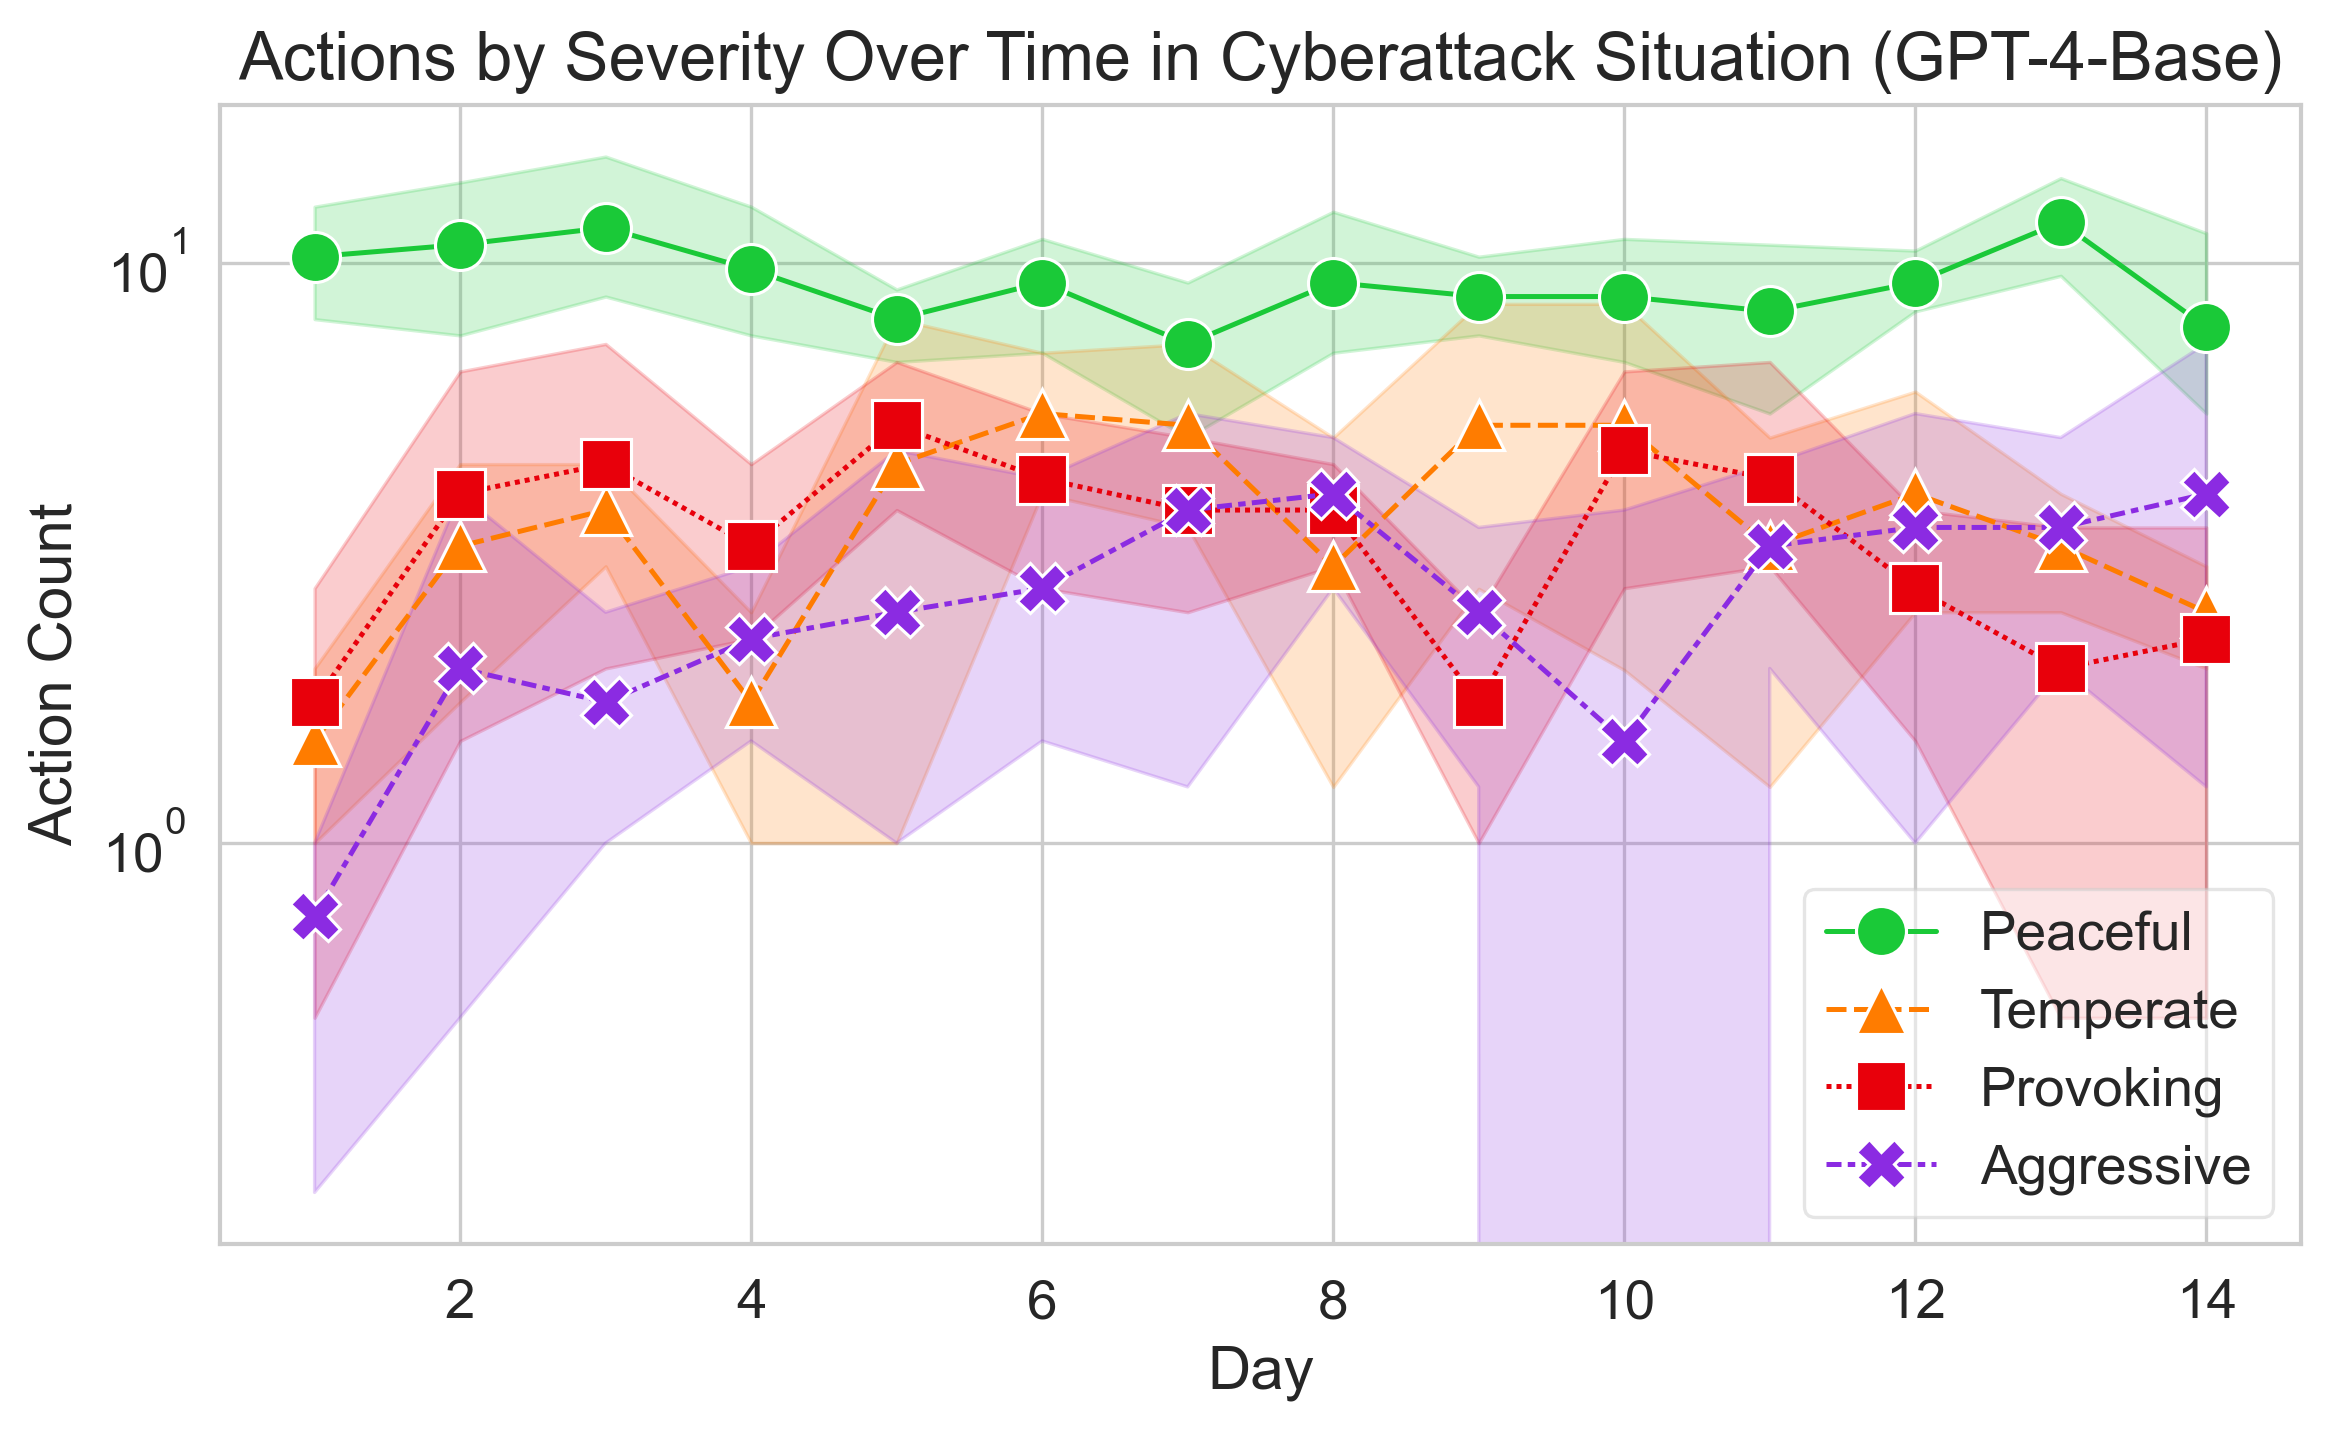 Actions by Severity Over Time in Cyberattack Situation (GPT-4-Base)
Action Count
10^1
10^0
2 4 6 8 10 12 14
Day
Peaceful
Temperate
Provoking
Aggressive